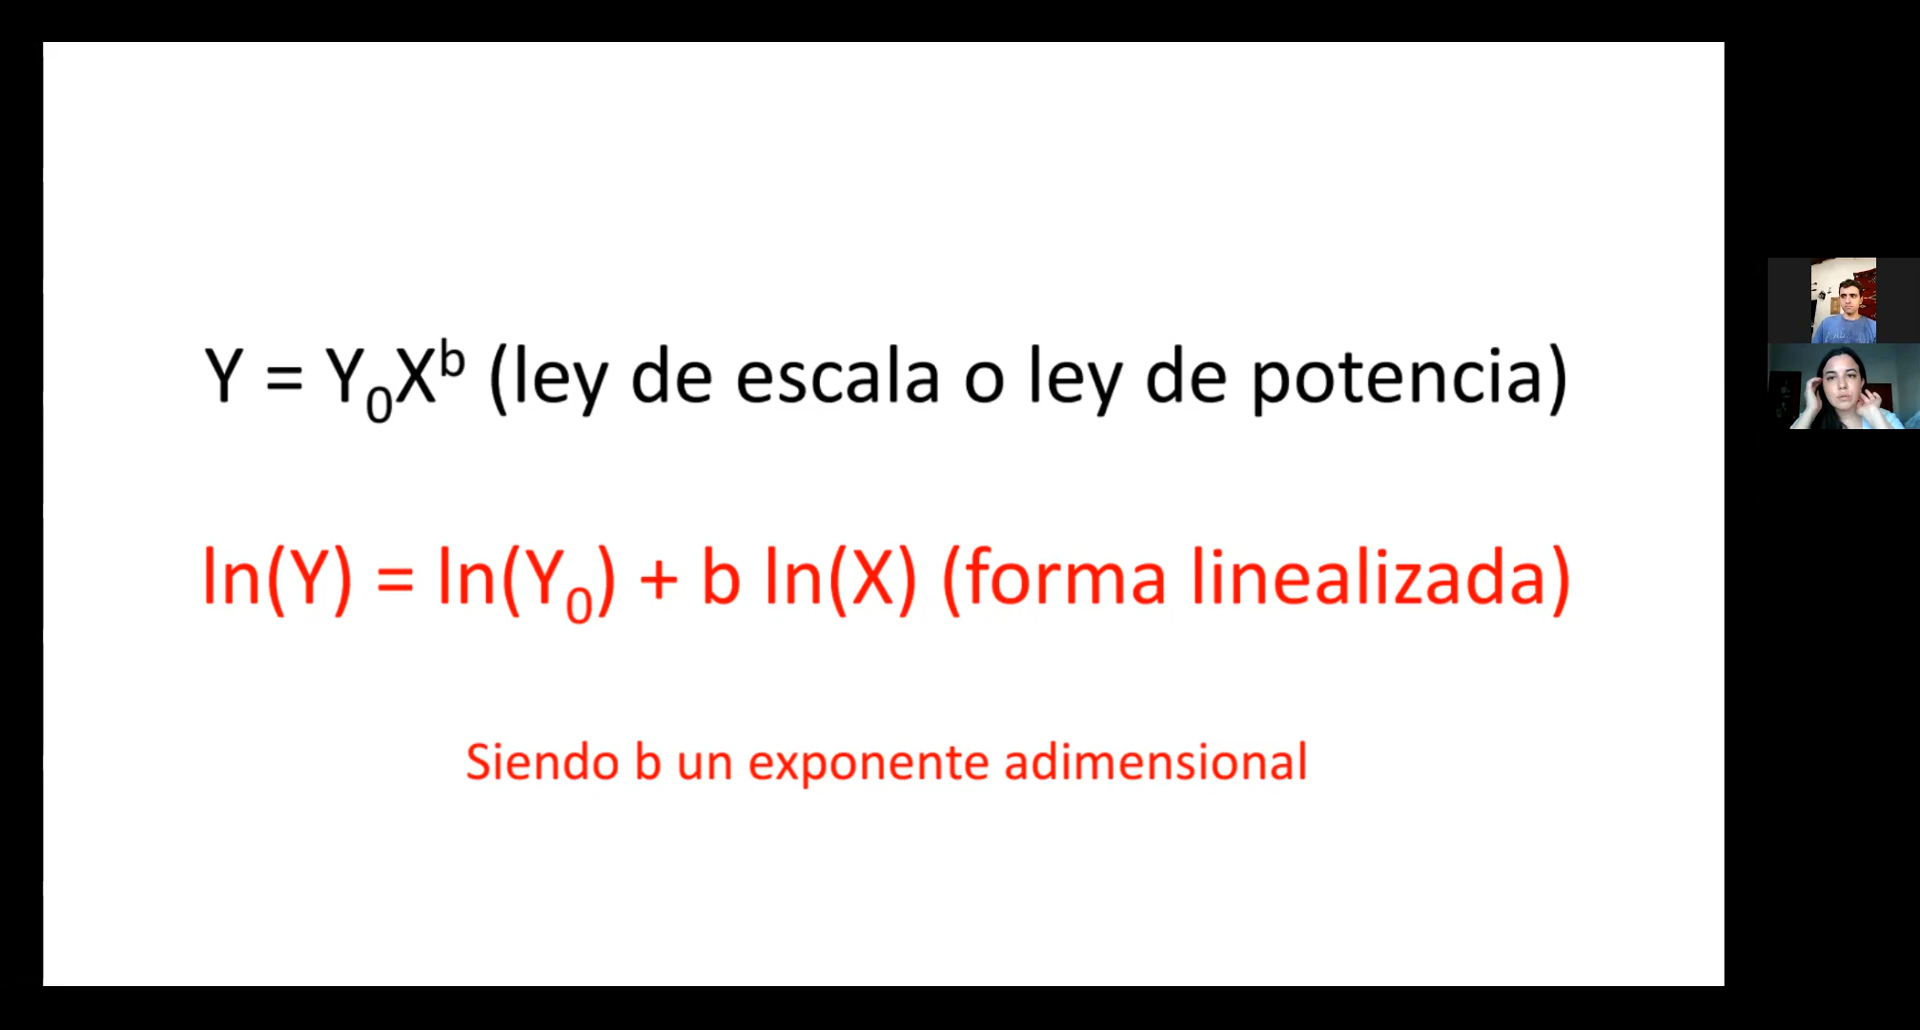 Y = Y₀Xᵇ (ley de escala o ley de potencia)
ln(Y) = ln(Y₀) + b ln(X) (forma linealizada)
Siendo b un exponente adimensional